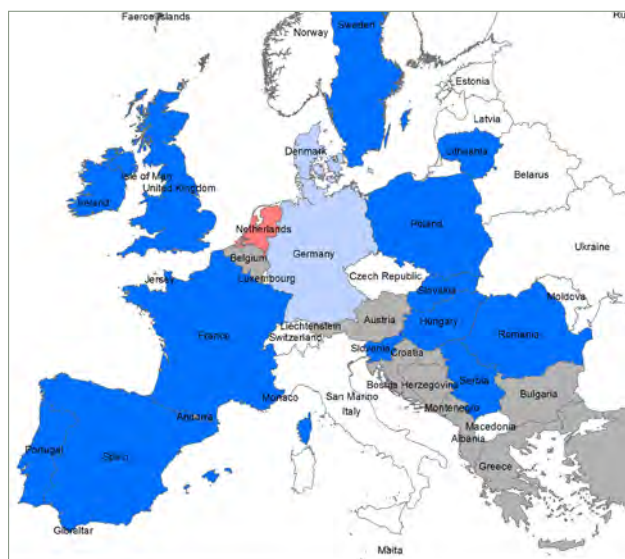 Faeroe Islands
Ru
Sweden
Norway
Estonia
Latvia
Denmark
Lithuania
Isle of Man
United Kingdom
Belarus
Ireland
Poland
Netherlands
Ukraine
Germany
Belgium
Czech Republic
Jersey
Luxembourg
Slovakia
Moldova
Austria
Liechtenstein
Hungary
France
Switzerland
Romania
Slovenia
Croatia
Serbia
Bosnia Herzegovina
Bulgaria
Monaco
San Marino
Italy
Montenegro
Andorra
Macedonia
Albania
Portugal
Spain
Greece
Gibraltar
Malta